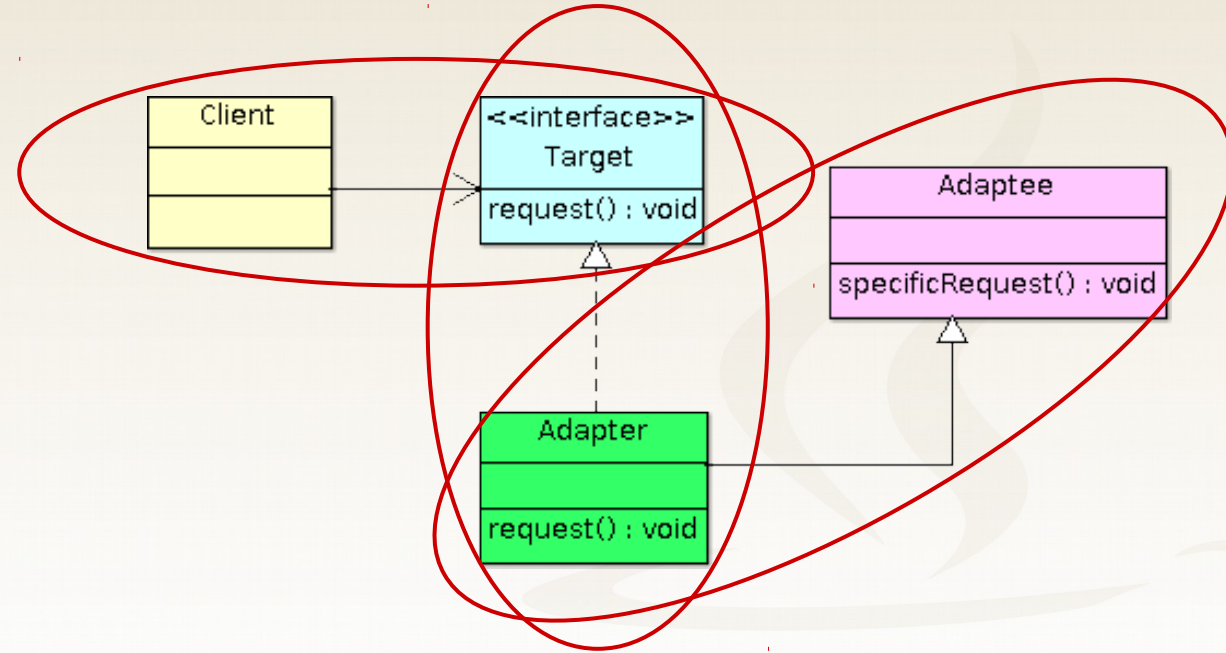 Client
<<interface>>
Target
request() : void
Adaptee
specificRequest() : void
Adapter
request() : void